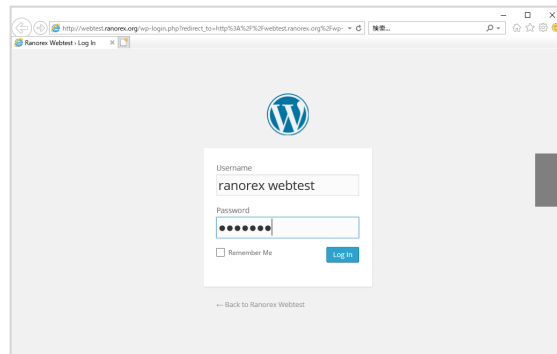 http://webtest.ranorex.org/wp-login.php?redirect_to=http%3A%2F%2Fwebtest.ranorex.org%2Fwp-
検索...
Ranorex Webtest › Log In
Username
ranorex webtest
Password
Remember Me
Log In
← Back to Ranorex Webtest